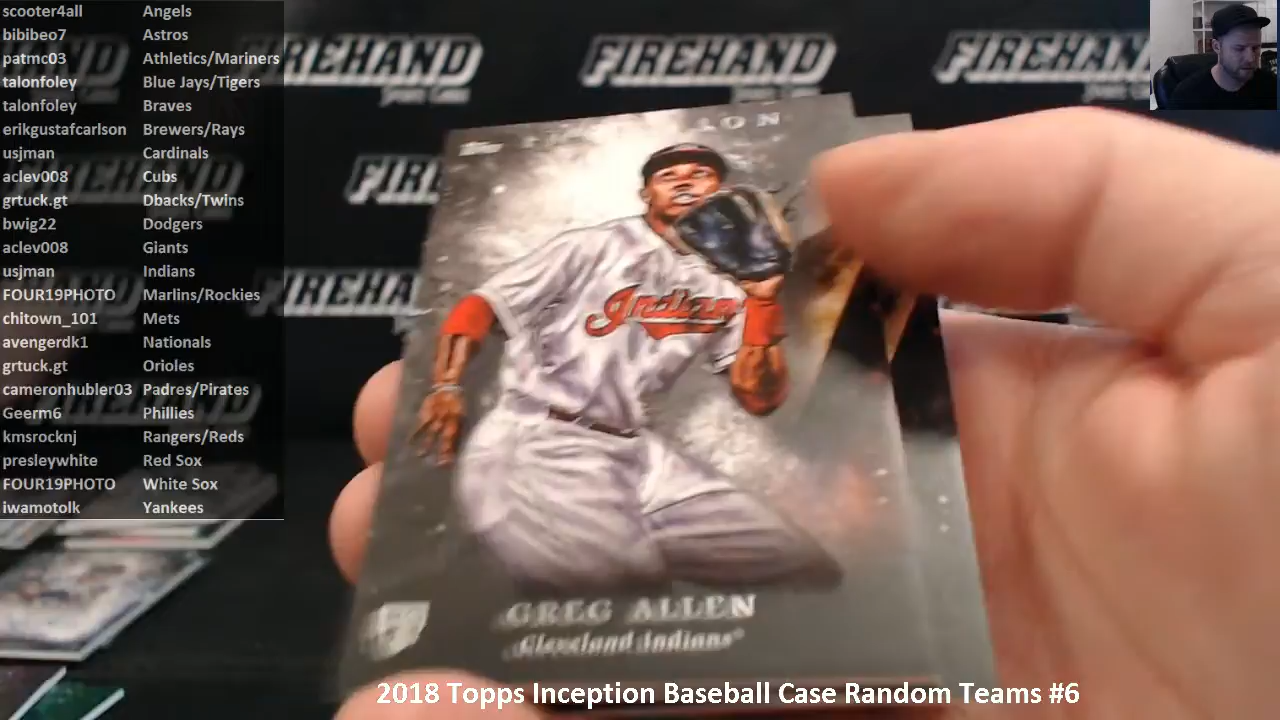 scooter4all Angels
bibibeo7 Astros
patmc03 Athletics/Mariners
talonfoley Blue Jays/Tigers
talonfoley Braves
erikgustafcarlson Brewers/Rays
usjman Cardinals
aclev008 Cubs
grtuck.gt Dbacks/Twins
bwig22 Dodgers
aclev008 Giants
usjman Indians
FOUR19PHOTO Marlins/Rockies
chitown_101 Mets
avengerdk1 Nationals
grtuck.gt Orioles
cameronhubler03 Padres/Pirates
Geerm6 Phillies
kmsrocknj Rangers/Reds
presleywhite Red Sox
FOUR19PHOTO White Sox
iwamotolk Yankees
FIREHAND FIREHAND FIREHAND
Topps
Indians
GREG ALLEN
Cleveland Indians®
2018 Topps Inception Baseball Case Random Teams #6